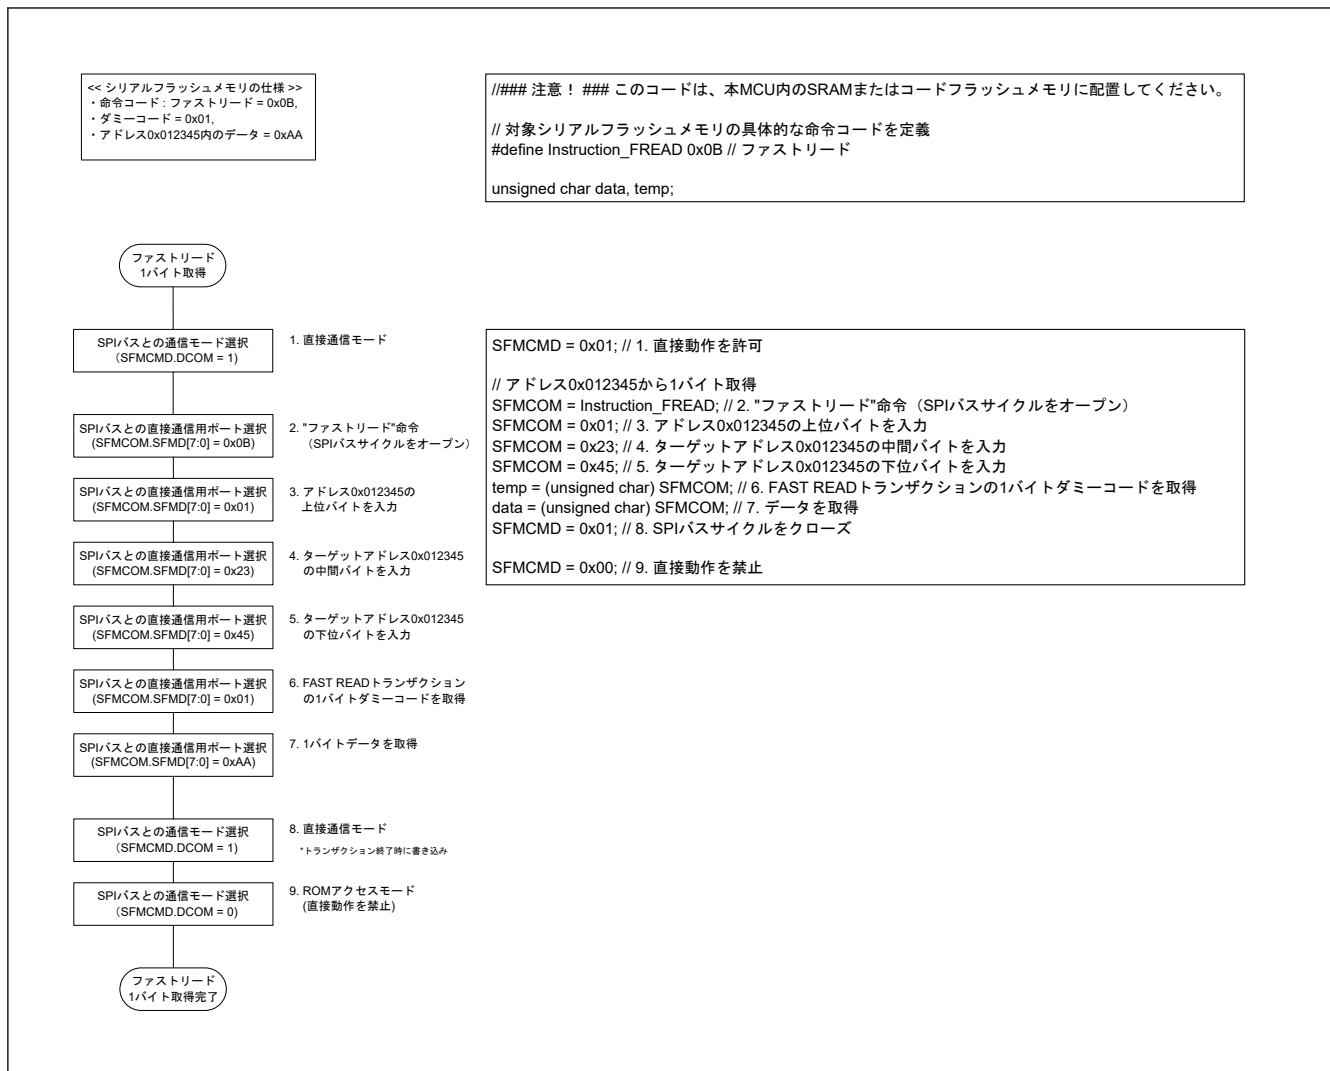 << シリアルフラッシュメモリの仕様 >>
・命令コード : ファストリード = 0x0B,
・ダミーコード = 0x01,
・アドレス0x012345内のデータ = 0xAA
//### 注意！ ### このコードは、本MCU内のSRAMまたはコードフラッシュメモリに配置してください。
// 対象シリアルフラッシュメモリの具体的な命令コードを定義
#define Instruction_FREAD 0x0B // ファストリード
unsigned char data, temp;
ファストリード
1バイト取得
SPIバスとの通信モード選択
（SFMCMD.DCOM = 1）
1. 直接通信モード
SPIバスとの直接通信用ポート選択
(SFMCOM.SFMD[7:0] = 0x0B)
2. "ファストリード"命令
（SPIバスサイクルをオープン）
SPIバスとの直接通信用ポート選択
(SFMCOM.SFMD[7:0] = 0x01)
3. アドレス0x012345の
上位バイトを入力
SPIバスとの直接通信用ポート選択
(SFMCOM.SFMD[7:0] = 0x23)
4. ターゲットアドレス0x012345
の中間バイトを入力
SPIバスとの直接通信用ポート選択
(SFMCOM.SFMD[7:0] = 0x45)
5. ターゲットアドレス0x012345
の下位バイトを入力
SPIバスとの直接通信用ポート選択
(SFMCOM.SFMD[7:0] = 0x01)
6. FAST READトランザクション
の1バイトダミーコードを取得
SPIバスとの直接通信用ポート選択
(SFMCOM.SFMD[7:0] = 0xAA)
7. 1バイトデータを取得
SPIバスとの通信モード選択
（SFMCMD.DCOM = 1）
8. 直接通信モード
*トランザクション終了時に書き込み
SPIバスとの通信モード選択
（SFMCMD.DCOM = 0）
9. ROMアクセスモード
(直接動作を禁止)
ファストリード
1バイト取得完了
SFMCMD = 0x01; // 1. 直接動作を許可
// アドレス0x012345から1バイト取得
SFMCOM = Instruction_FREAD; // 2. "ファストリード"命令（SPIバスサイクルをオープン）
SFMCOM = 0x01; // 3. アドレス0x012345の上位バイトを入力
SFMCOM = 0x23; // 4. ターゲットアドレス0x012345の中間バイトを入力
SFMCOM = 0x45; // 5. ターゲットアドレス0x012345の下位バイトを入力
temp = (unsigned char) SFMCOM; // 6. FAST READトランザクションの1バイトダミーコードを取得
data = (unsigned char) SFMCOM; // 7. データを取得
SFMCMD = 0x01; // 8. SPIバスサイクルをクローズ
SFMCMD = 0x00; // 9. 直接動作を禁止